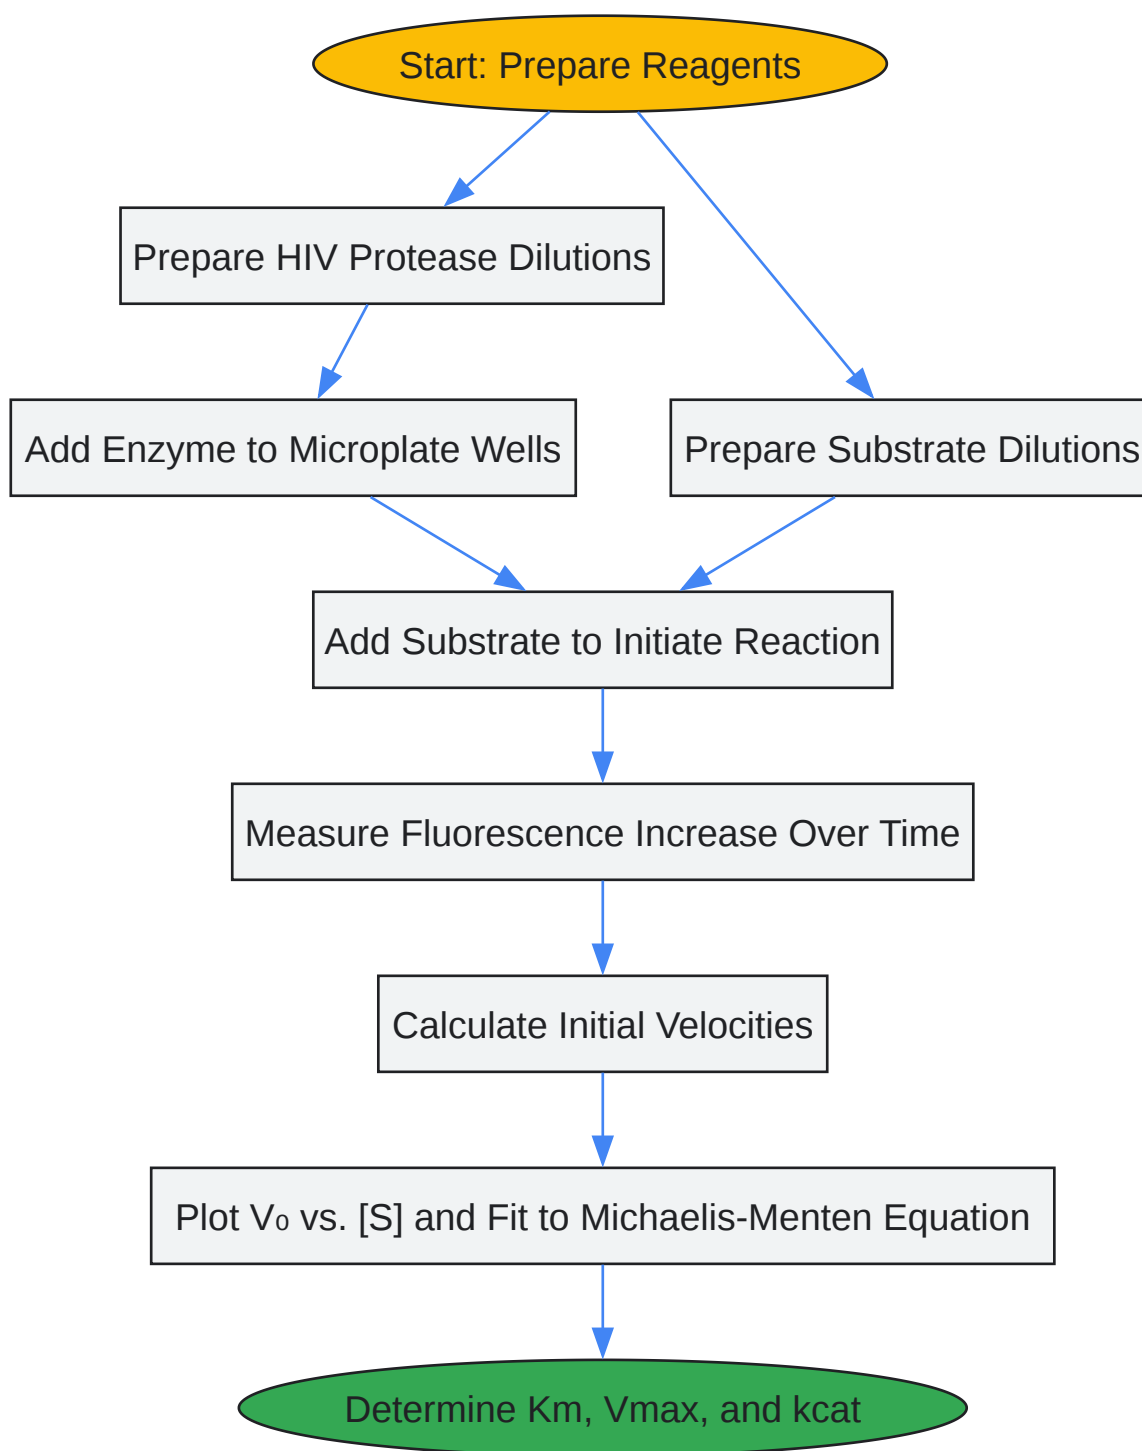 Start: Prepare Reagents
Prepare HIV Protease Dilutions
Add Enzyme to Microplate Wells
Prepare Substrate Dilutions
Add Substrate to Initiate Reaction
Measure Fluorescence Increase Over Time
Calculate Initial Velocities
Plot V₀ vs. [S] and Fit to Michaelis-Menten Equation
Determine Km, Vmax, and kcat